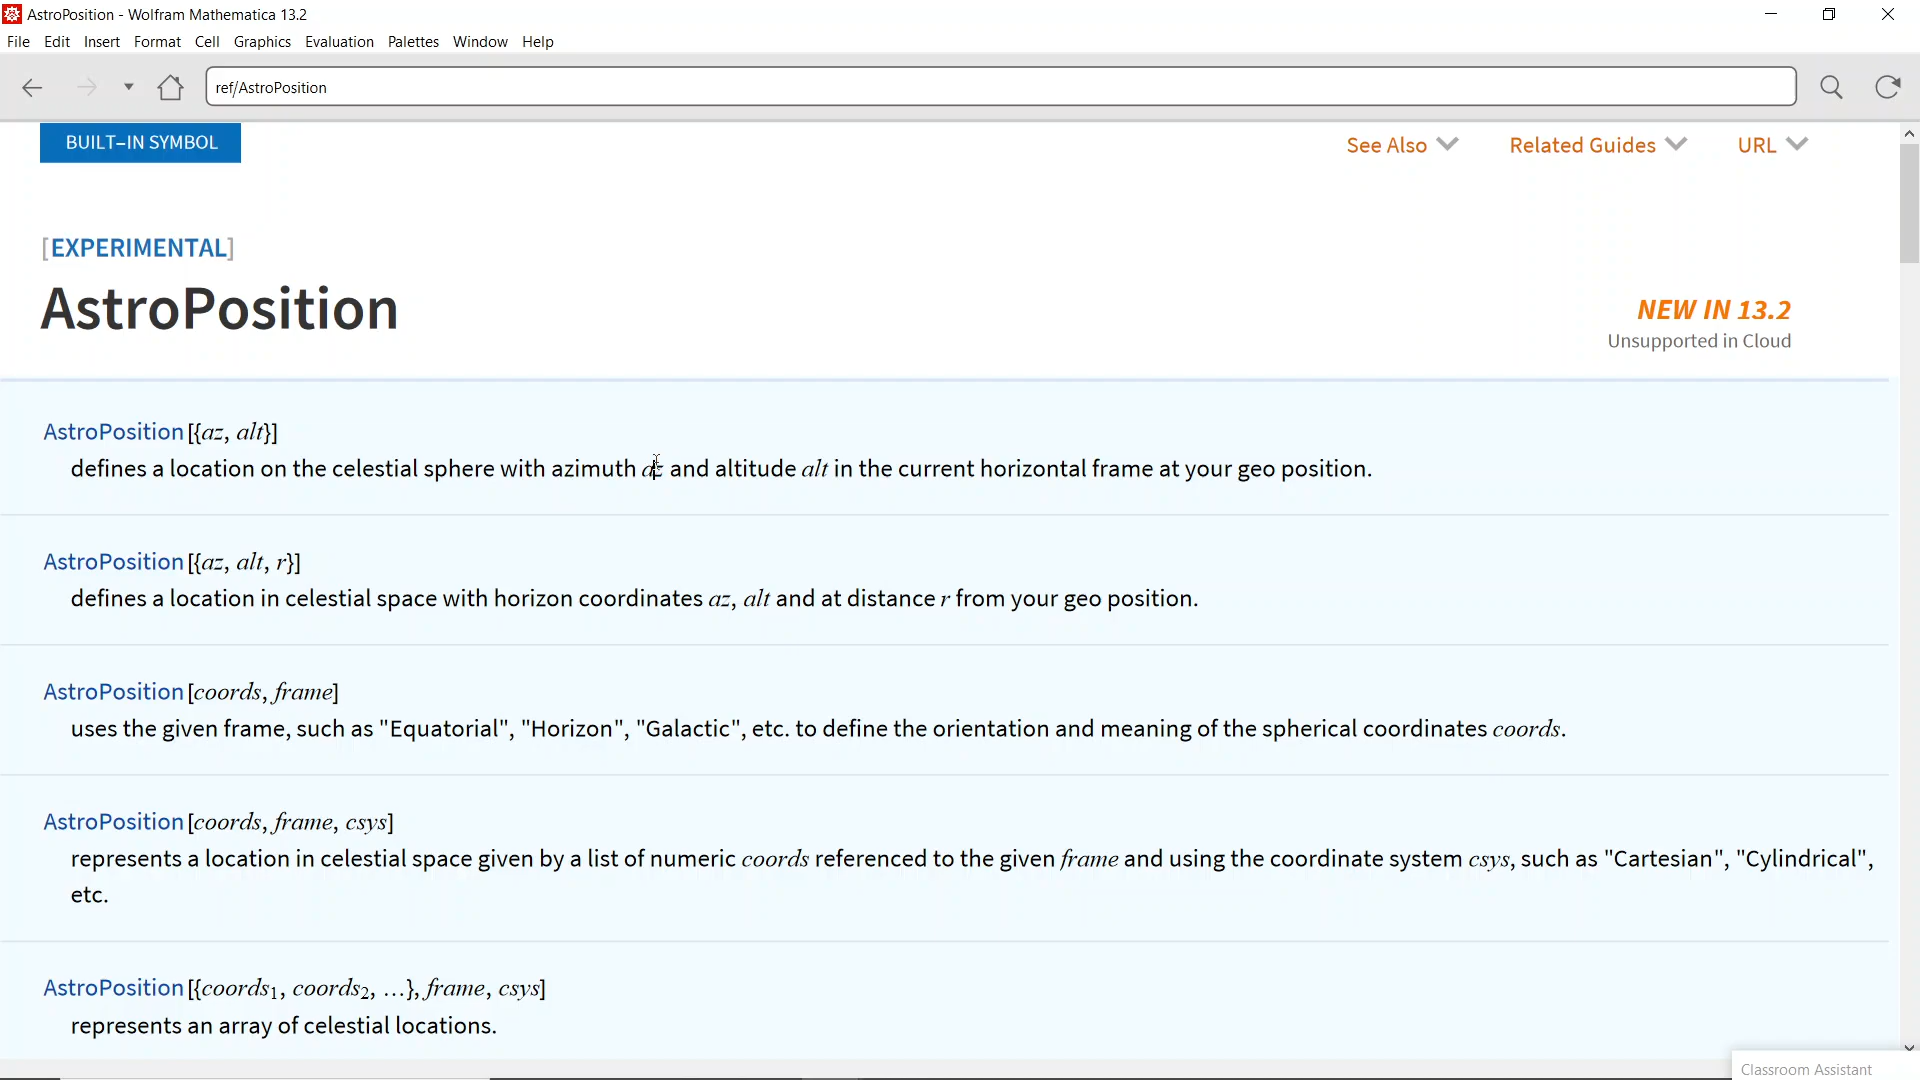 AstroPosition - Wolfram Mathematica 13.2
File Edit Insert Format Cell Graphics Evaluation Palettes Window Help
ref/AstroPosition
BUILT-IN SYMBOL
See Also Related Guides URL
[EXPERIMENTAL]
AstroPosition
NEW IN 13.2
Unsupported in Cloud
AstroPosition[{az, alt}]
defines a location on the celestial sphere with azimuth az and altitude alt in the current horizontal frame at your geo position.
AstroPosition[{az, alt, r}]
defines a location in celestial space with horizon coordinates az, alt and at distance r from your geo position.
AstroPosition[coords, frame]
uses the given frame, such as "Equatorial", "Horizon", "Galactic", etc. to define the orientation and meaning of the spherical coordinates coords.
AstroPosition[coords, frame, csys]
represents a location in celestial space given by a list of numeric coords referenced to the given frame and using the coordinate system csys, such as "Cartesian", "Cylindrical",
etc.
AstroPosition[{coords₁, coords₂, …}, frame, csys]
represents an array of celestial locations.
Classroom Assistant